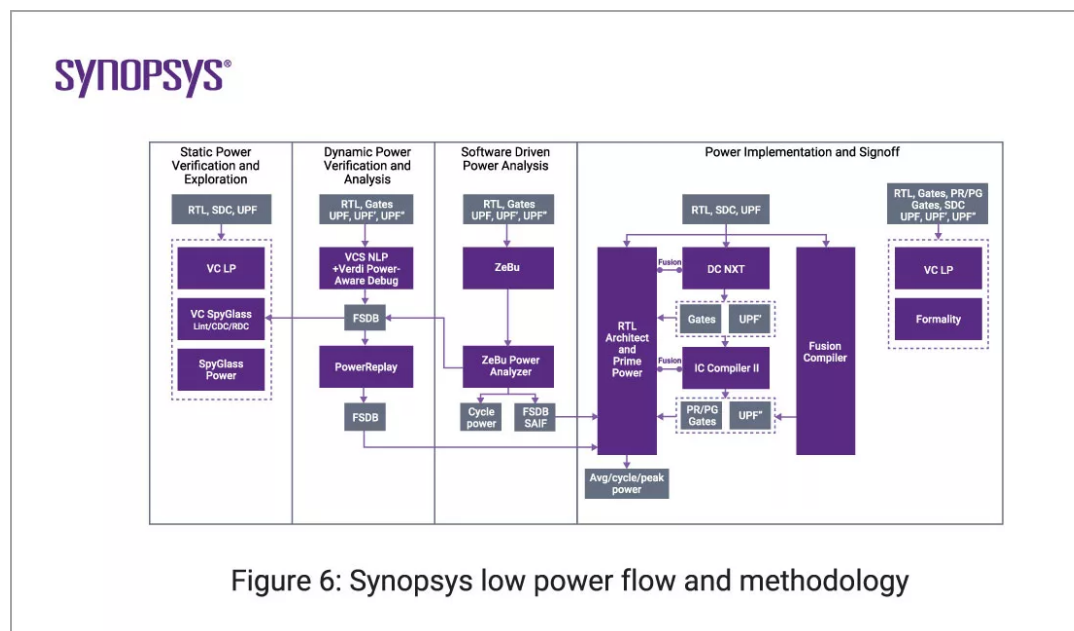 SYNOPSYS®
Static Power
Verification and
Exploration
RTL, SDC, UPF
VC LP
VC SpyGlass
Lint/CDC/RDC
SpyGlass
Power
Dynamic Power
Verification and
Analysis
RTL, Gates
UPF, UPF', UPF"
VCS NLP
+Verdi Power-
Aware Debug
FSDB
PowerReplay
FSDB
Software Driven
Power Analysis
RTL, Gates
UPF, UPF', UPF"
ZeBu
ZeBu Power
Analyzer
Cycle
power
FSDB
SAIF
Power Implementation and Signoff
RTL, SDC, UPF
RTL
Architect
and
Prime
Power
Fusion
DC NXT
Gates
UPF'
Fusion
IC Compiler II
PR/PG
Gates
UPF"
Fusion
Compiler
Avg/cycle/peak
power
RTL, Gates, PR/PG
Gates, SDC
UPF, UPF', UPF"
VC LP
Formality
Figure 6: Synopsys low power flow and methodology